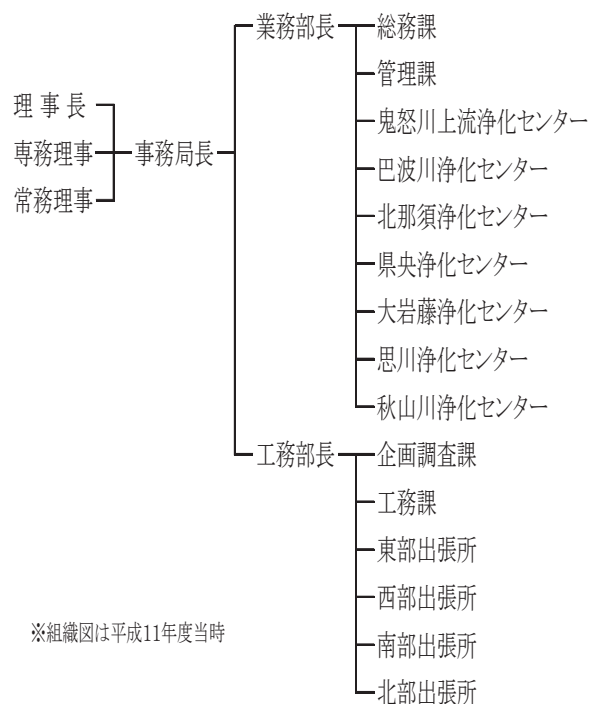 理事長
専務理事
常務理事
事務局長
業務部長
総務課
管理課
鬼怒川上流浄化センター
巴波川浄化センター
北那須浄化センター
県央浄化センター
大岩藤浄化センター
思川浄化センター
秋山川浄化センター
工務部長
企画調査課
工務課
東部出張所
西部出張所
南部出張所
北部出張所
※組織図は平成11年度当時